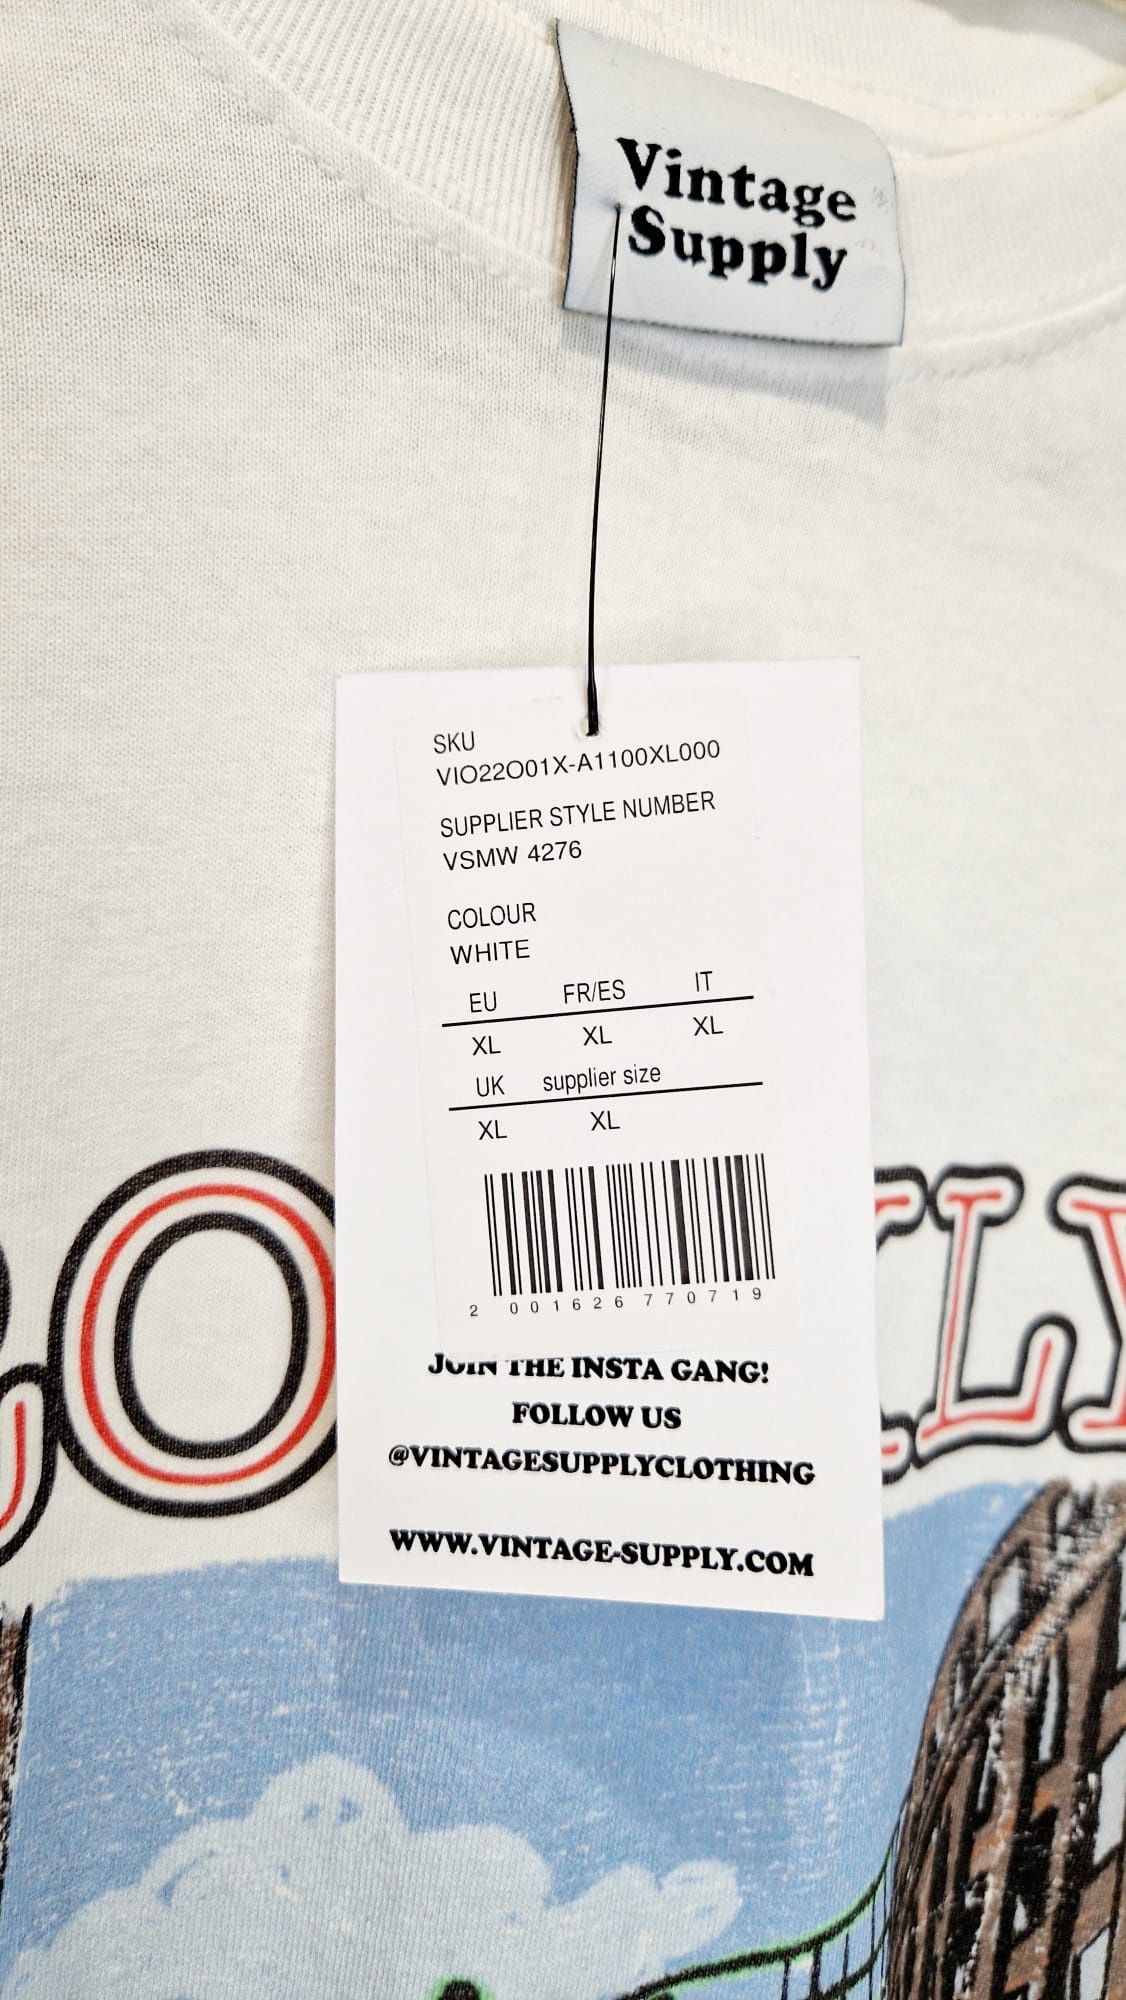 Vintage
Supply
SKU
VIO22O01X-A1100XL000
SUPPLIER STYLE NUMBER
VSMW 4276
COLOUR
WHITE
EU FR/ES IT
XL XL XL
UK supplier size
XL XL
2 001626 770719
JOIN THE INSTA GANG!
FOLLOW US
@VINTAGESUPPLYCLOTHING
WWW.VINTAGE-SUPPLY.COM